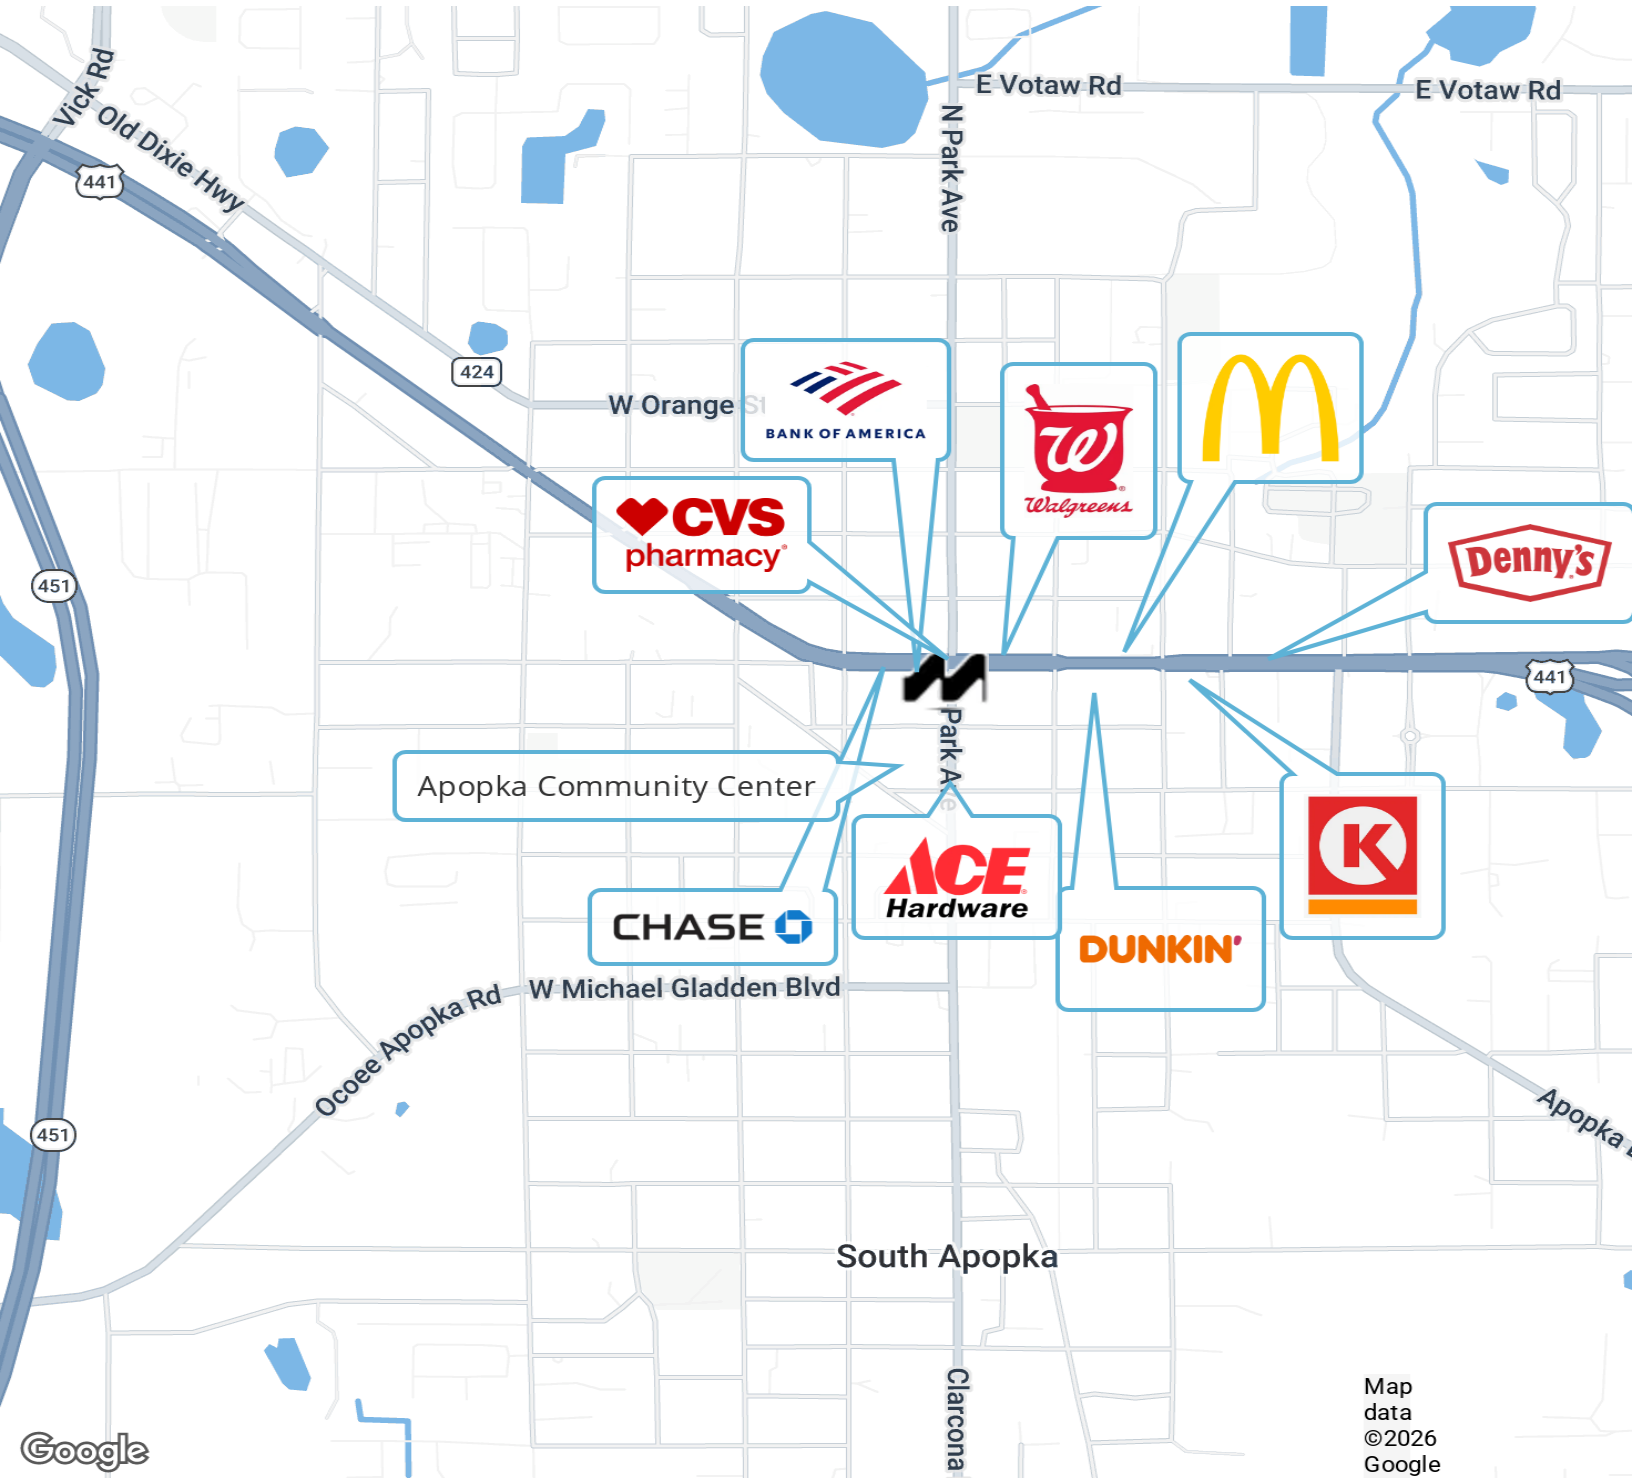 Vick Rd
Old Dixie Hwy
441
E Votaw Rd
E Votaw Rd
N Park Ave
424
W Orange St
BANK OF AMERICA
Walgreens
CVS
pharmacy
Denny's
451
441
Park Ave
Apopka Community Center
ACE
Hardware
CHASE
DUNKIN'
K
W Michael Gladden Blvd
Ocoee Apopka Rd
451
Apopka
South Apopka
Clarcona
Map
data
©2026
Google
Google